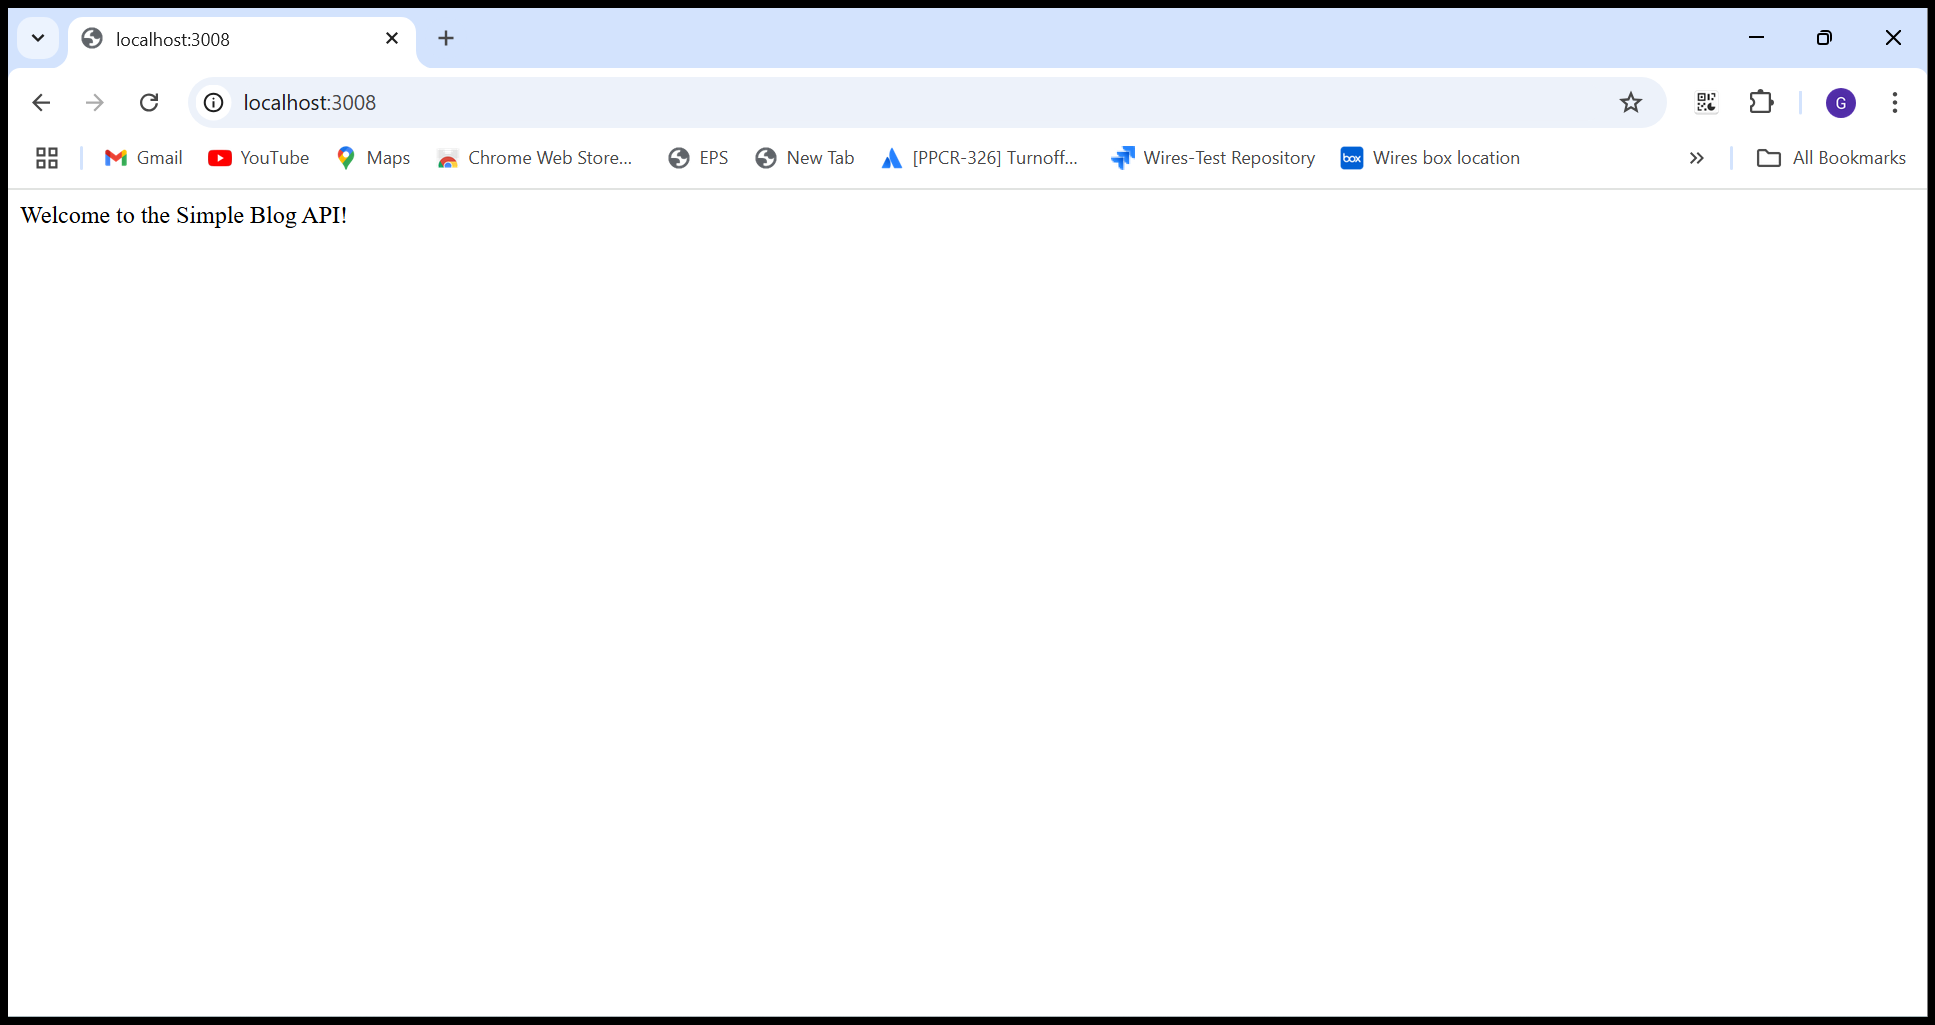 localhost:3008
localhost:3008
G
Gmail YouTube Maps Chrome Web Store... EPS New Tab [PPCR-326] Turnoff... Wires-Test Repository box Wires box location All Bookmarks
Welcome to the Simple Blog API!